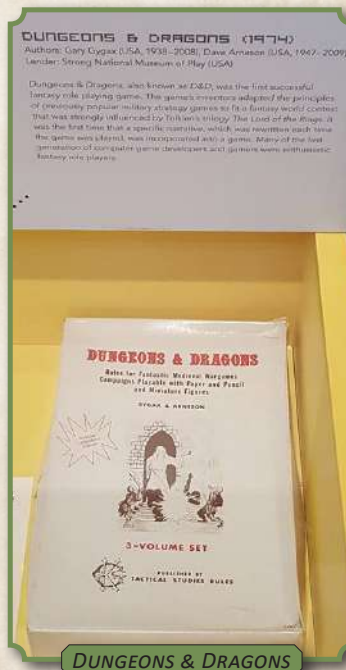 DUNGEONS & DRAGONS (1974)
Authors: Gary Gygax (USA, 1938–2008), Dave Arneson (USA, 1947–2009)
Lender: Strong National Museum of Play (USA)
Dungeons & Dragons, also known as D&D, was the first successful
fantasy role playing game. The game's inventors adapted the principles
of previously popular military strategy games to fit a fantasy world context
that was strongly influenced by Tolkien's trilogy The Lord of the Rings. It
was the first time that a specific narrative, which was rewritten each time
the game was played, was incorporated into a game. Many of the first
generation of computer game developers and gamers were enthusiastic
fantasy role players.
DUNGEONS & DRAGONS
Rules for Fantastic Medieval Wargames
Campaigns Playable with Paper and Pencil
and Miniature Figures
GYGAX & ARNESON
3-VOLUME SET
PUBLISHED BY
TACTICAL STUDIES RULES
DUNGEONS & DRAGONS